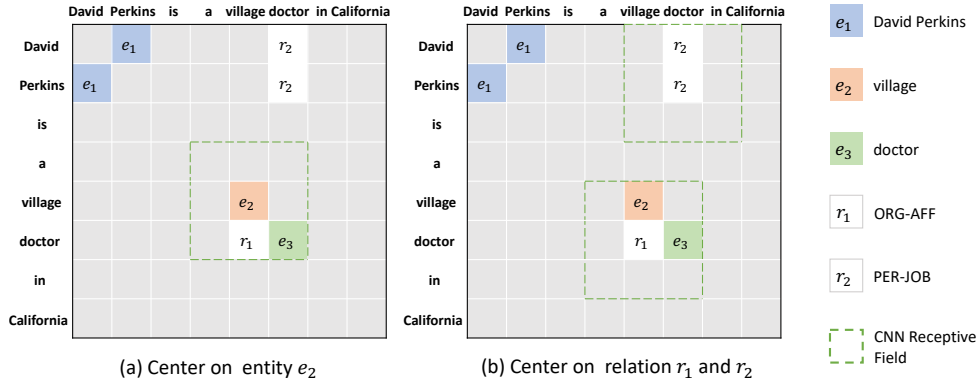 David Perkins is a village doctor in California
David e₁ r₂
Perkins e₁ r₂
is
a
village e₂
doctor r₁ e₃
in
California
(a) Center on entity e₂
David Perkins is a village doctor in California
David e₁ r₂
Perkins e₁ r₂
is
a
village e₂
doctor r₁ e₃
in
California
(b) Center on relation r₁ and r₂
e₁ David Perkins
e₂ village
e₃ doctor
r₁ ORG-AFF
r₂ PER-JOB
CNN Receptive
Field